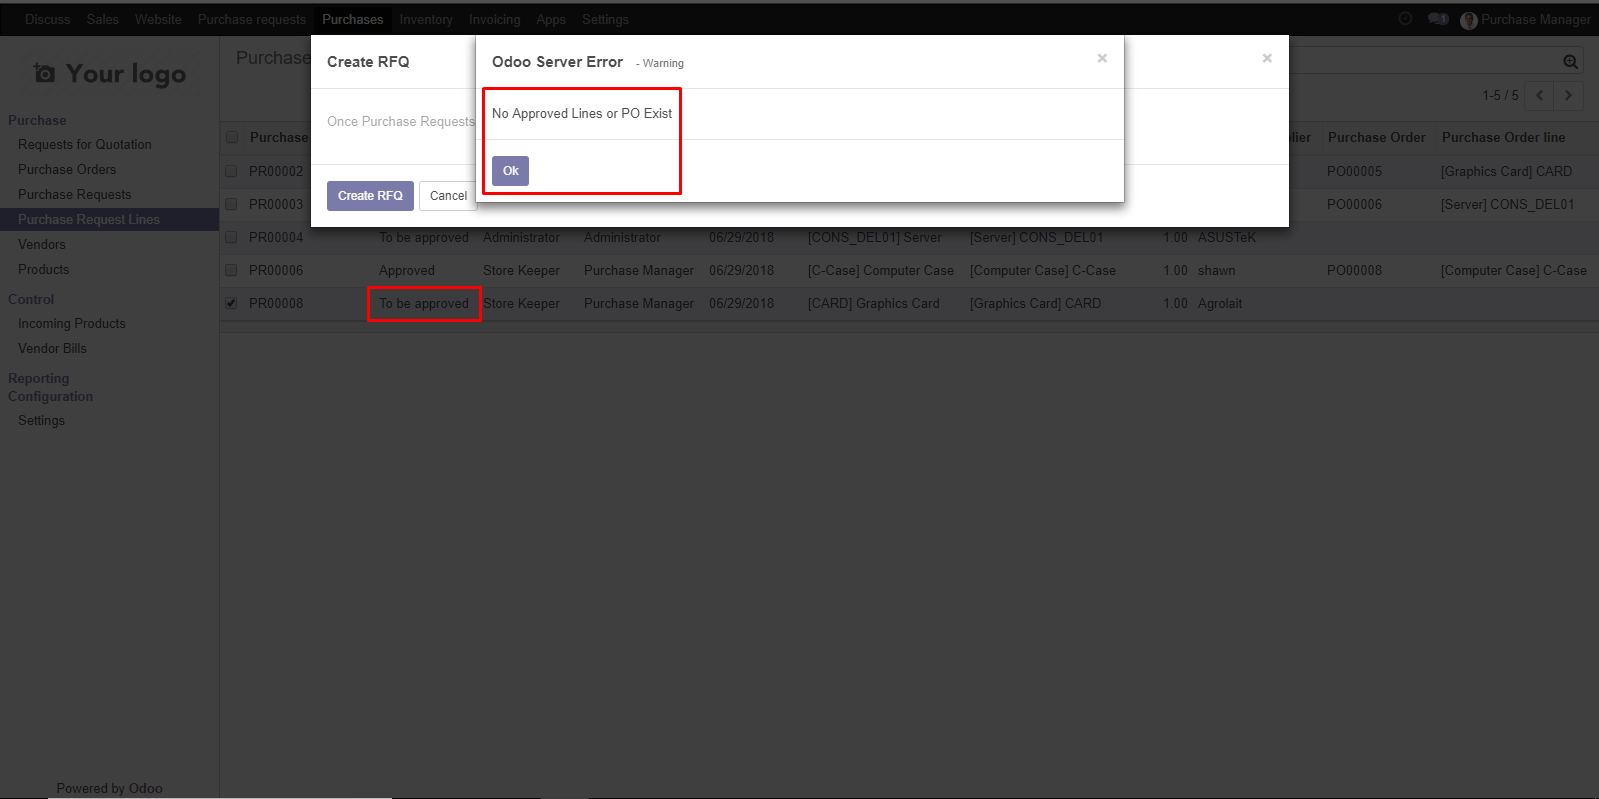 Discuss Sales Website Purchase requests Purchases Inventory Invoicing Apps Settings 1 Purchase Manager
Your logo
Purchase
Requests for Quotation
Purchase Orders
Purchase Requests
Purchase Request Lines
Vendors
Products
Control
Incoming Products
Vendor Bills
Reporting
Configuration
Settings
Powered by Odoo
Purchase
1-5 / 5
Create RFQ
×
Once Purchase Requests
Create RFQ Cancel
Odoo Server Error - Warning ×
No Approved Lines or PO Exist
Ok
Purchase lier Purchase Order Purchase Order line
PR00002 PO00005 [Graphics Card] CARD
PR00003 PO00006 [Server] CONS_DEL01
PR00004 To be approved Administrator Administrator 06/29/2018 [CONS_DEL01] Server [Server] CONS_DEL01 1.00 ASUSTeK
PR00006 Approved Store Keeper Purchase Manager 06/29/2018 [C-Case] Computer Case [Computer Case] C-Case 1.00 shawn PO00008 [Computer Case] C-Case
PR00008 To be approved Store Keeper Purchase Manager 06/29/2018 [CARD] Graphics Card [Graphics Card] CARD 1.00 Agrolait